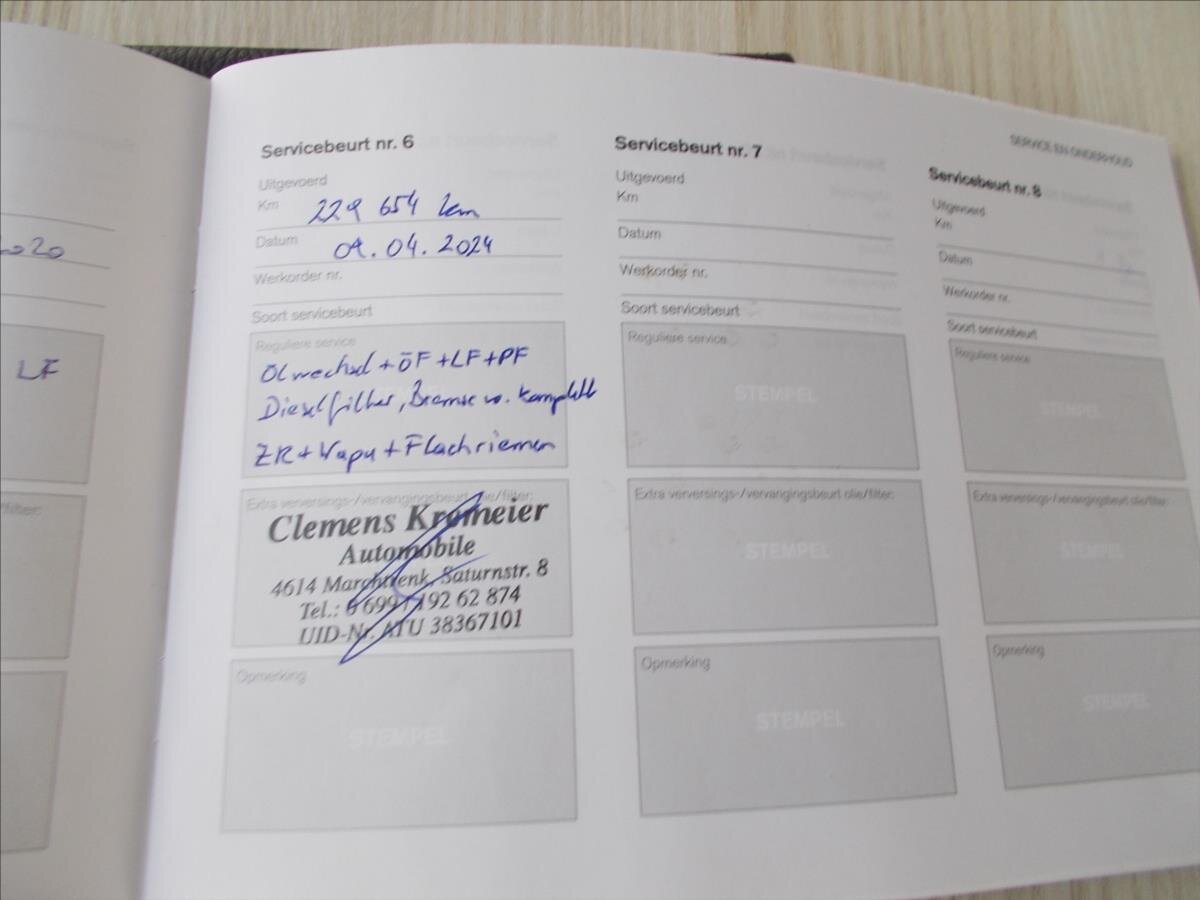 2020
LF
filter:
SERVICE EN ONDERHOUD
Servicebeurt nr. 6
Uitgevoerd
Km 229 654 km
Datum 09.04.2024
Werkorder nr.
Soort servicebeurt
Reguliere service
Ölwechsel + ÖF + LF + PF
Dieselfilter, Bremse vo. komplett
ZR + Wapu + Flachriemen
Extra verversings-/vervangingsbeurt olie/filter:
Clemens Kremeier
Automobile
4614 Marchtrenk, Saturnstr. 8
Tel.: 0 699 / 192 62 874
UID-Nr. ATU 38367101
Opmerking
STEMPEL
Servicebeurt nr. 7
Uitgevoerd
Km
Datum
Werkorder nr.
Soort servicebeurt
Reguliere service
STEMPEL
Extra verversings-/vervangingsbeurt olie/filter:
STEMPEL
Opmerking
STEMPEL
Servicebeurt nr. 8
Uitgevoerd
Km
Datum
Werkorder nr.
Soort servicebeurt
Reguliere service
STEMPEL
Extra verversings-/vervangingsbeurt olie/filter:
STEMPEL
Opmerking
STEMPEL